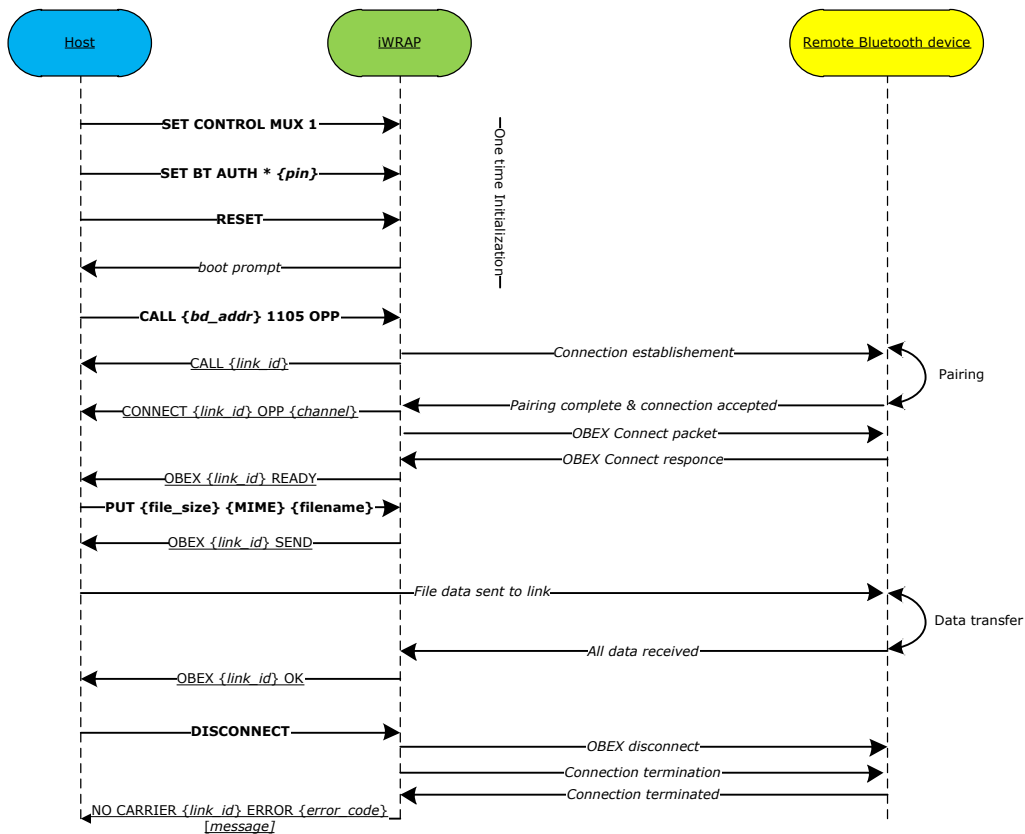 Host
iWRAP
Remote Bluetooth device
SET CONTROL MUX 1
One time Initialization
SET BT AUTH * {pin}
RESET
boot prompt
CALL {bd_addr} 1105 OPP
Connection establishement
CALL {link_id}
Pairing
Pairing complete & connection accepted
CONNECT {link_id} OPP {channel}
OBEX Connect packet
OBEX Connect responce
OBEX {link_id} READY
PUT {file_size} {MIME} {filename}
OBEX {link_id} SEND
File data sent to link
Data transfer
All data received
OBEX {link_id} OK
DISCONNECT
OBEX disconnect
Connection termination
Connection terminated
NO CARRIER {link_id} ERROR {error_code}
[message]